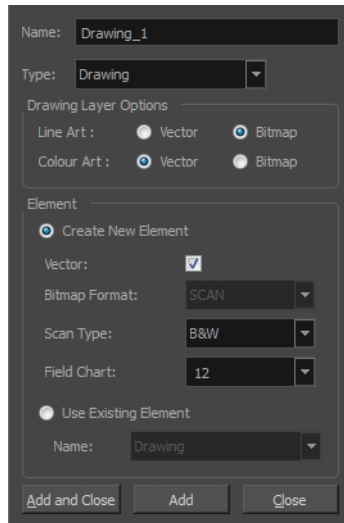 Name: Drawing_1
Type: Drawing
Drawing Layer Options
Line Art : Vector Bitmap
Colour Art : Vector Bitmap
Element
Create New Element
Vector:
Bitmap Format: SCAN
Scan Type: B&W
Field Chart: 12
Use Existing Element
Name: Drawing
Add and Close Add Close